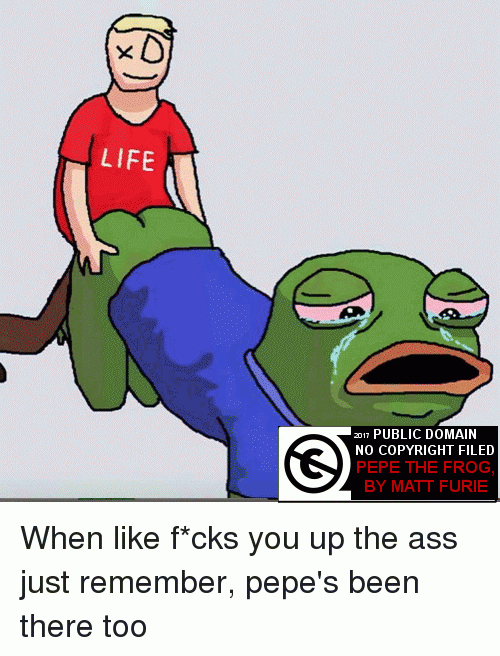 LIFE
2017 PUBLIC DOMAIN
NO COPYRIGHT FILED
PEPE THE FROG,
BY MATT FURIE
When like f*cks you up the ass
just remember, pepe's been
there too